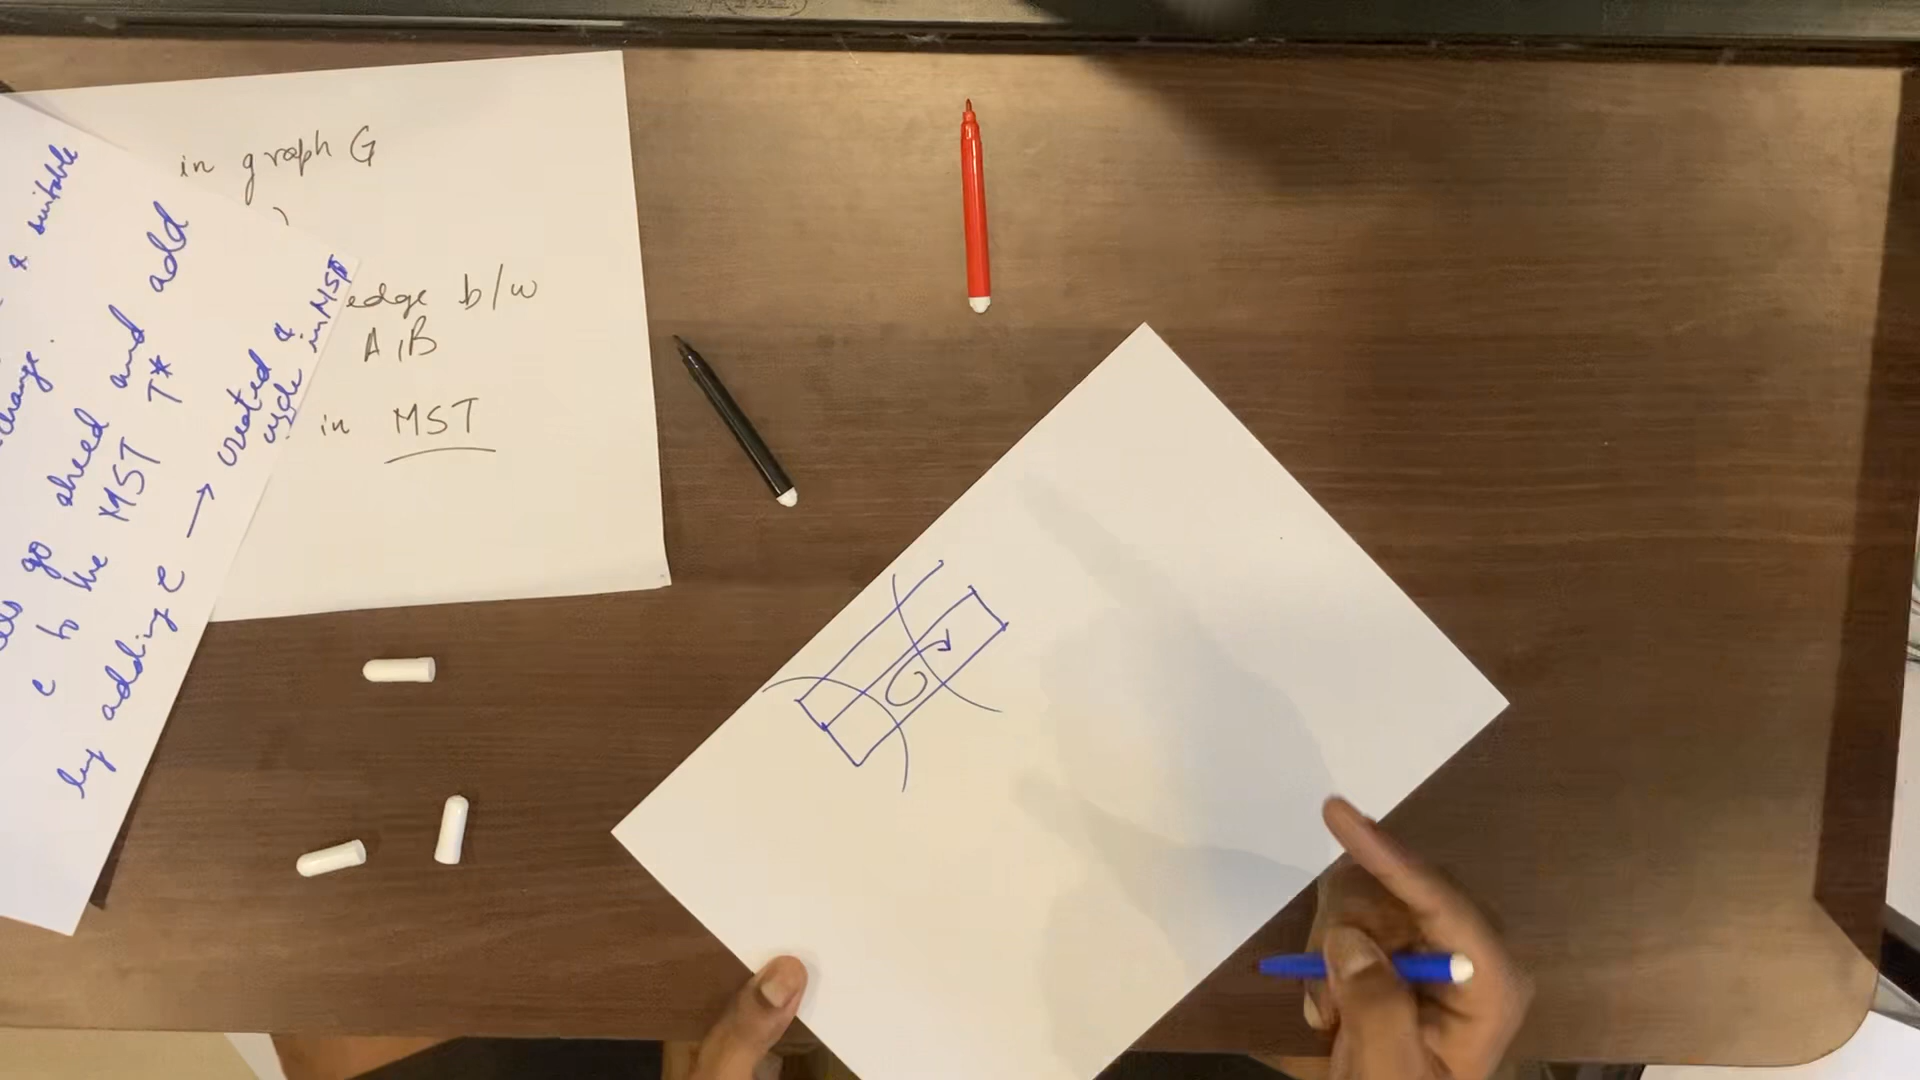 in graph G
edge b/w
A, B
in MST
a suitable
change.
go ahead and add
e to the MST T*
by adding e → created a
cycle in MST